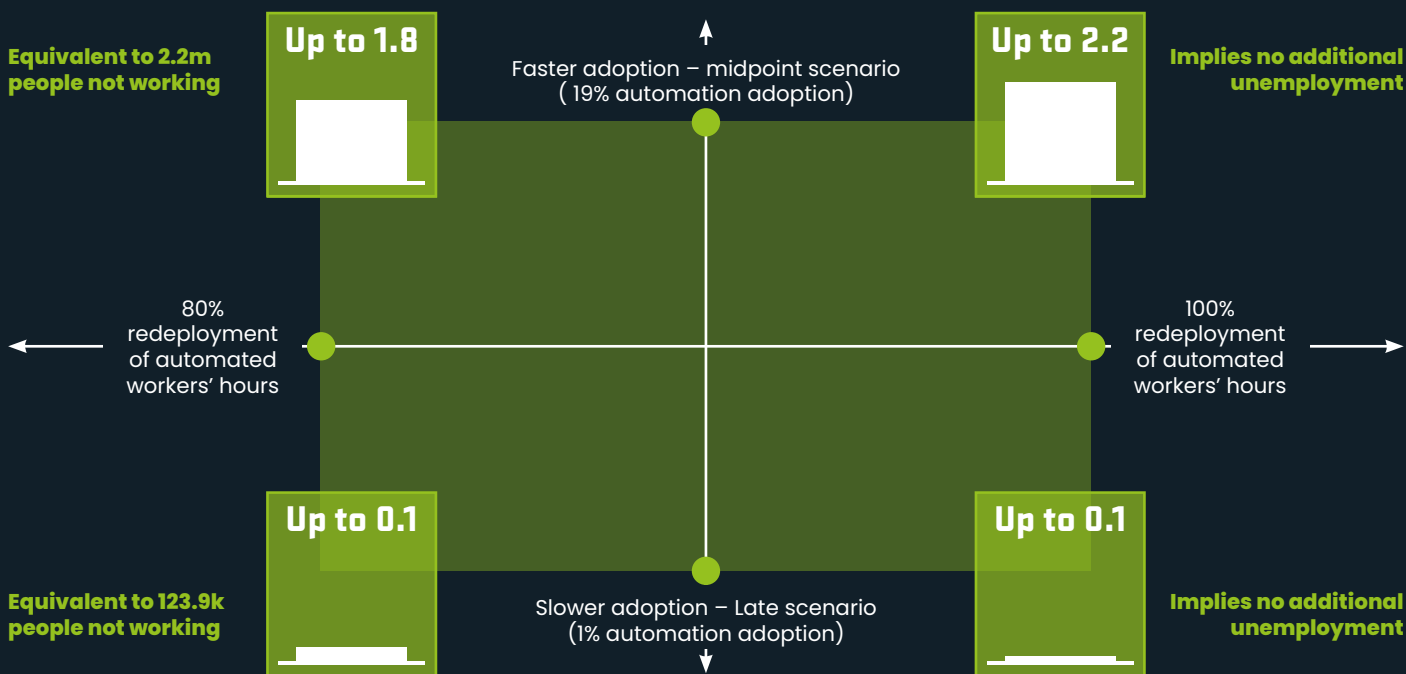 Up to 1.8
Up to 2.2
Equivalent to 2.2m
people not working
Faster adoption – midpoint scenario
( 19% automation adoption)
Implies no additional
unemployment
80%
redeployment
of automated
workers’ hours
100%
redeployment
of automated
workers’ hours
Up to 0.1
Up to 0.1
Equivalent to 123.9k
people not working
Slower adoption – Late scenario
(1% automation adoption)
Implies no additional
unemployment